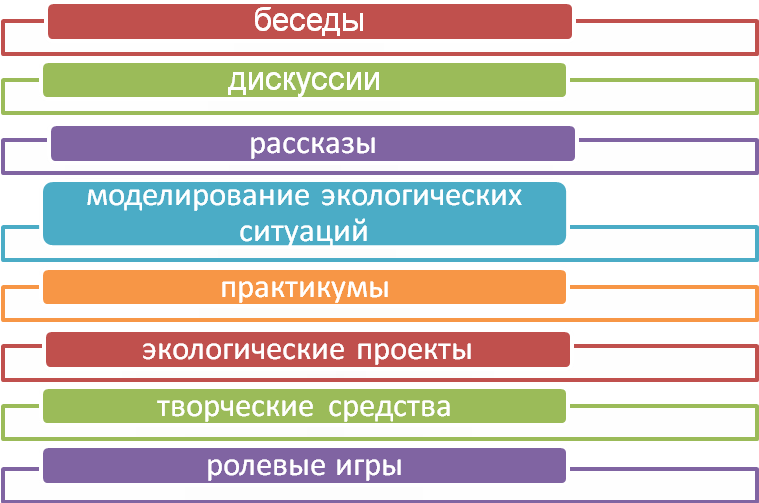 беседы
дискуссии
рассказы
моделирование экологических
ситуаций
практикумы
экологические проекты
творческие средства
ролевые игры